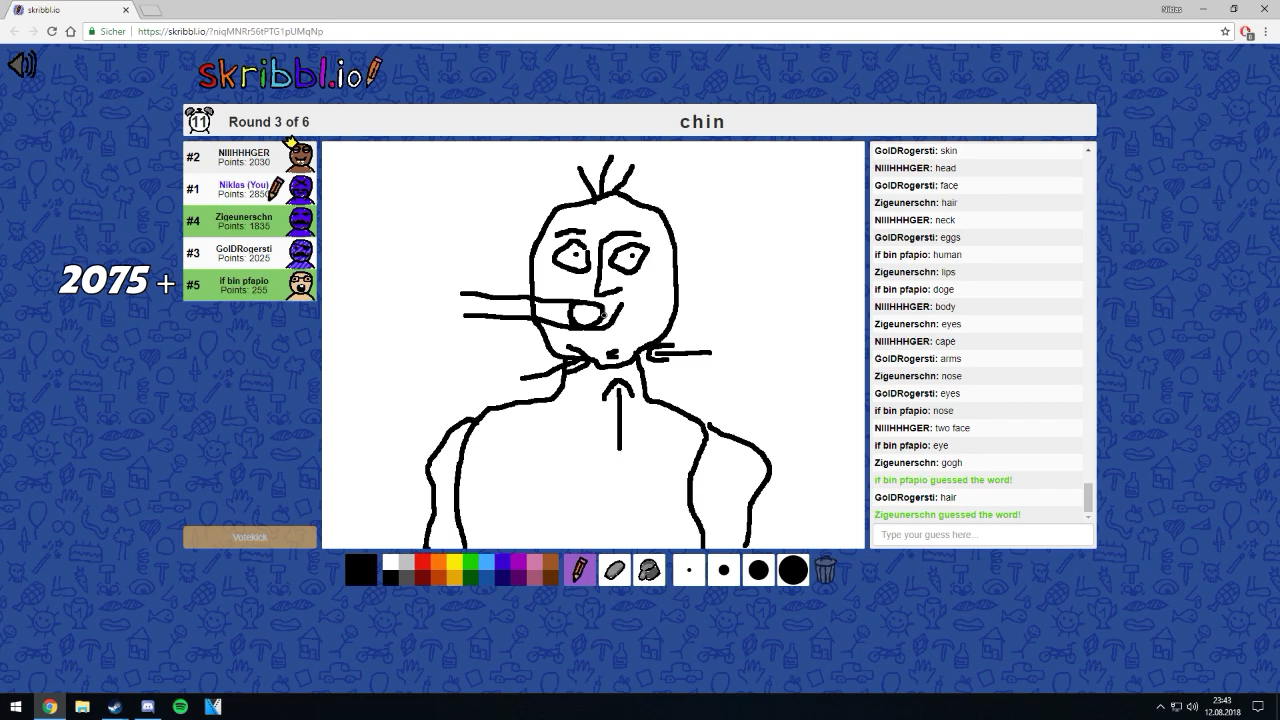 skribbl.io
Niklas
Sicher
https://skribbl.io/?niqMNRr56tPTG1pUMqNp
skribbl.io
11
Round 3 of 6
chin
#2
NIIIHHHGER
Points: 2030
#1
Niklas (You)
Points: 2850
#4
Zigeunerschn
Points: 1835
#3
GolDRogersti
Points: 2025
2075 +
#5
if bin pfapio
Points: 255
Votekick
GolDRogersti: skin
NIIIHHHGER: head
GolDRogersti: face
Zigeunerschn: hair
NIIIHHHGER: neck
GolDRogersti: eggs
if bin pfapio: human
Zigeunerschn: lips
if bin pfapio: doge
NIIIHHHGER: body
Zigeunerschn: eyes
NIIIHHHGER: cape
GolDRogersti: arms
Zigeunerschn: nose
GolDRogersti: eyes
if bin pfapio: nose
NIIIHHHGER: two face
if bin pfapio: eye
Zigeunerschn: gogh
if bin pfapio guessed the word!
GolDRogersti: hair
Zigeunerschn guessed the word!
Type your guess here...
23:43
12.08.2018